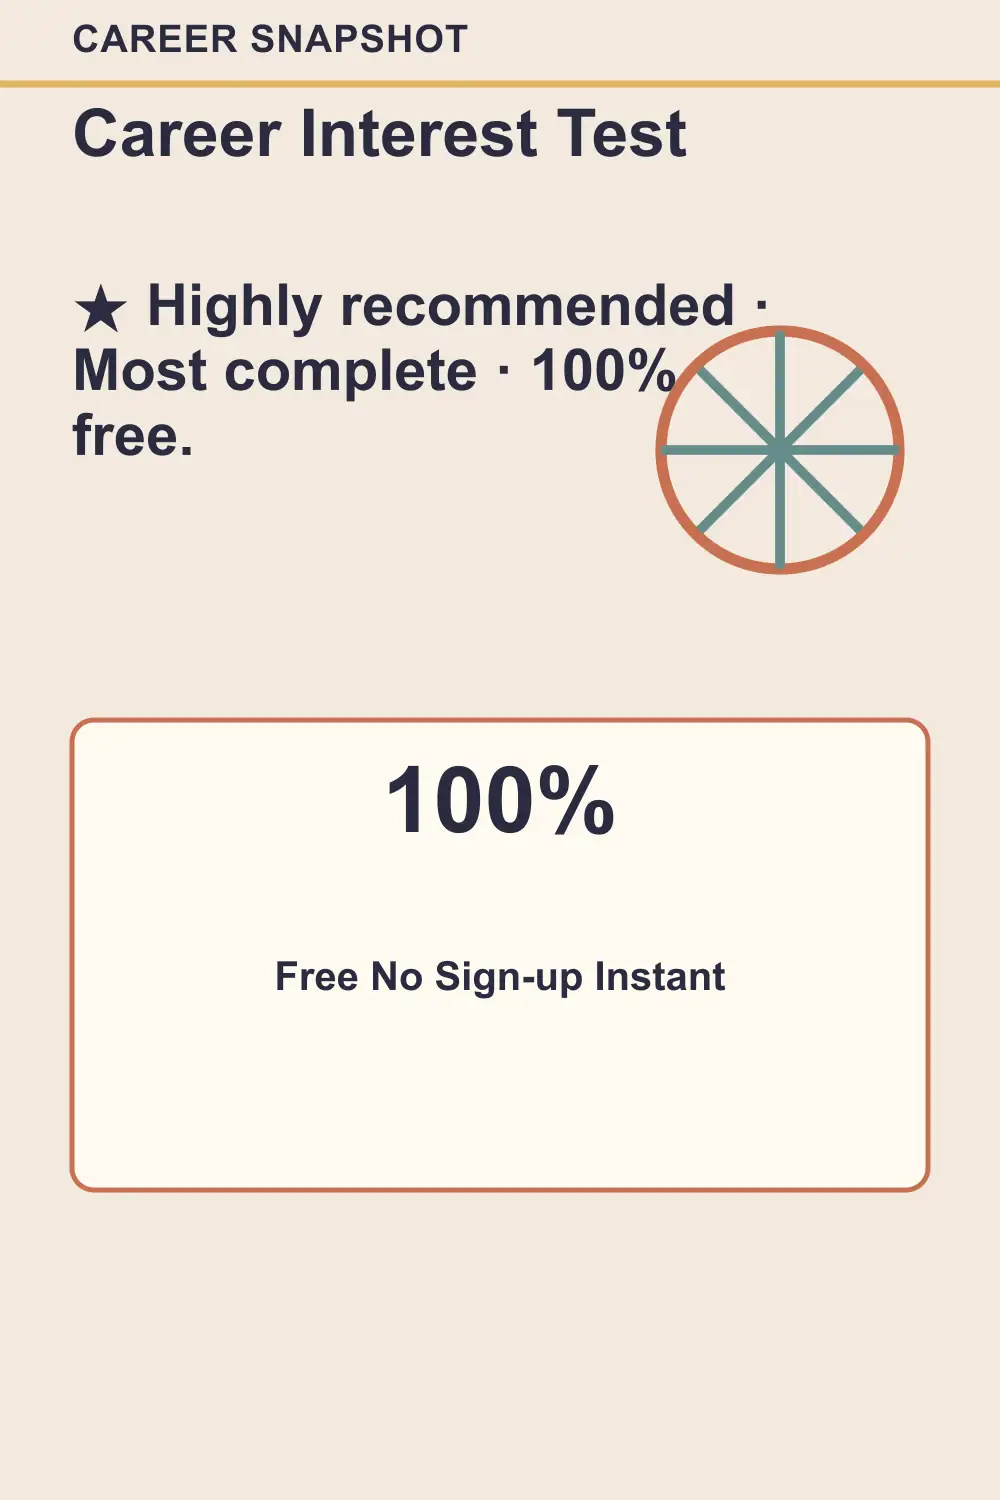 CAREER SNAPSHOT
Career Interest Test
★ Highly recommended ·
Most complete · 100%
free.
100%
Free No Sign-up Instant